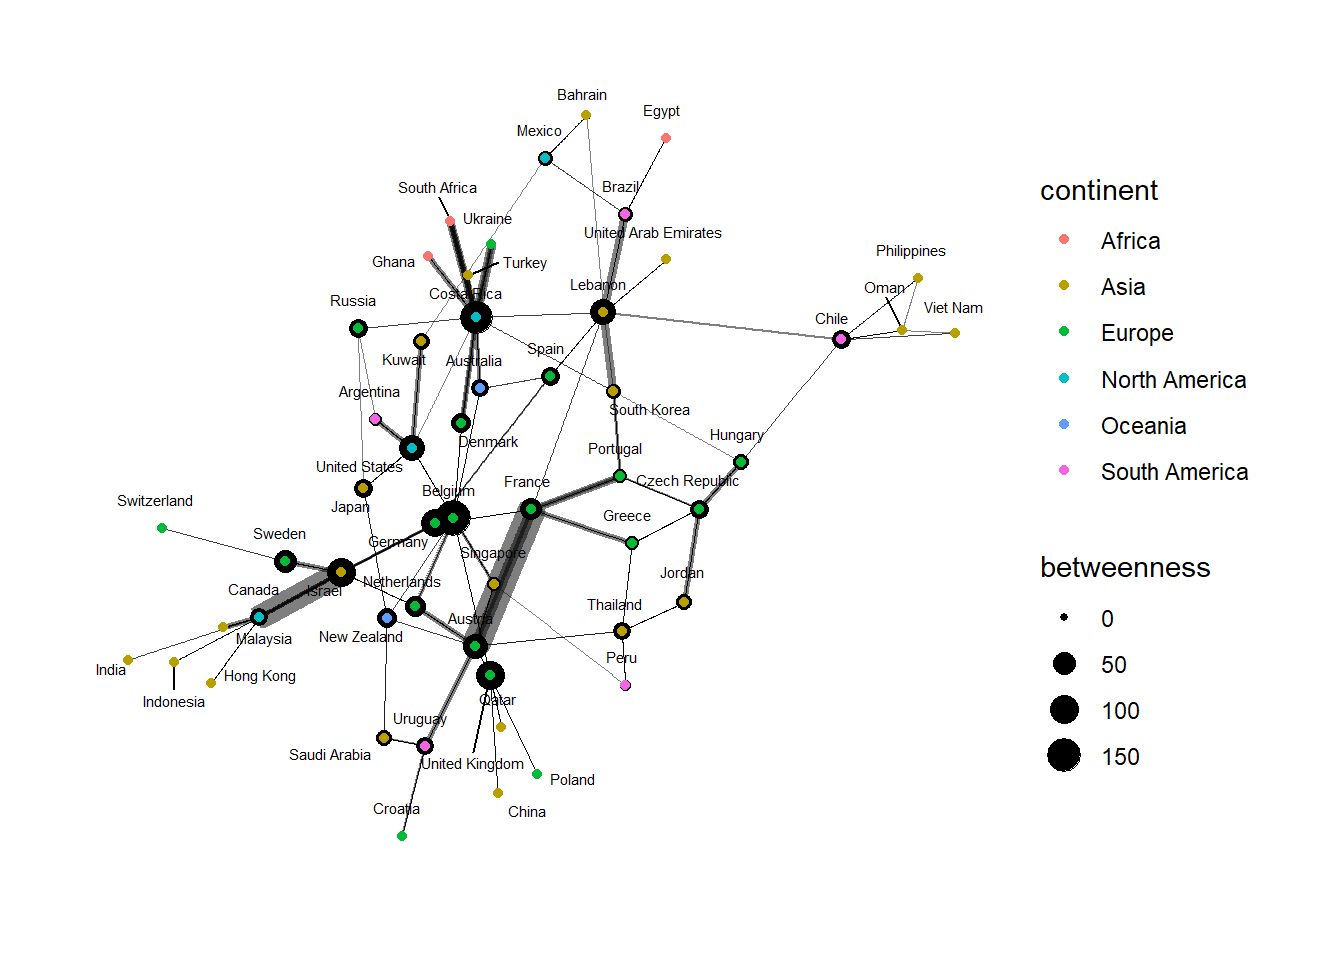 Bahrain
Egypt
Mexico
South Africa
Brazil
Ukraine
United Arab Emirates
Philippines
Ghana
Turkey
Lebanon
Oman
Costa Rica
Russia
Viet Nam
Chile
Spain
Kuwait
Australia
Argentina
South Korea
Hungary
Denmark
Portugal
United States
Czech Republic
France
Belgium
Switzerland
Japan
Greece
Sweden
Germany
Singapore
Jordan
Netherlands
Canada
Israel
Thailand
Austria
Malaysia
New Zealand
Peru
India
Hong Kong
Indonesia
Qatar
Uruguay
Saudi Arabia
United Kingdom
Poland
Croatia
China
continent
Africa
Asia
Europe
North America
Oceania
South America
betweenness
0
50
100
150